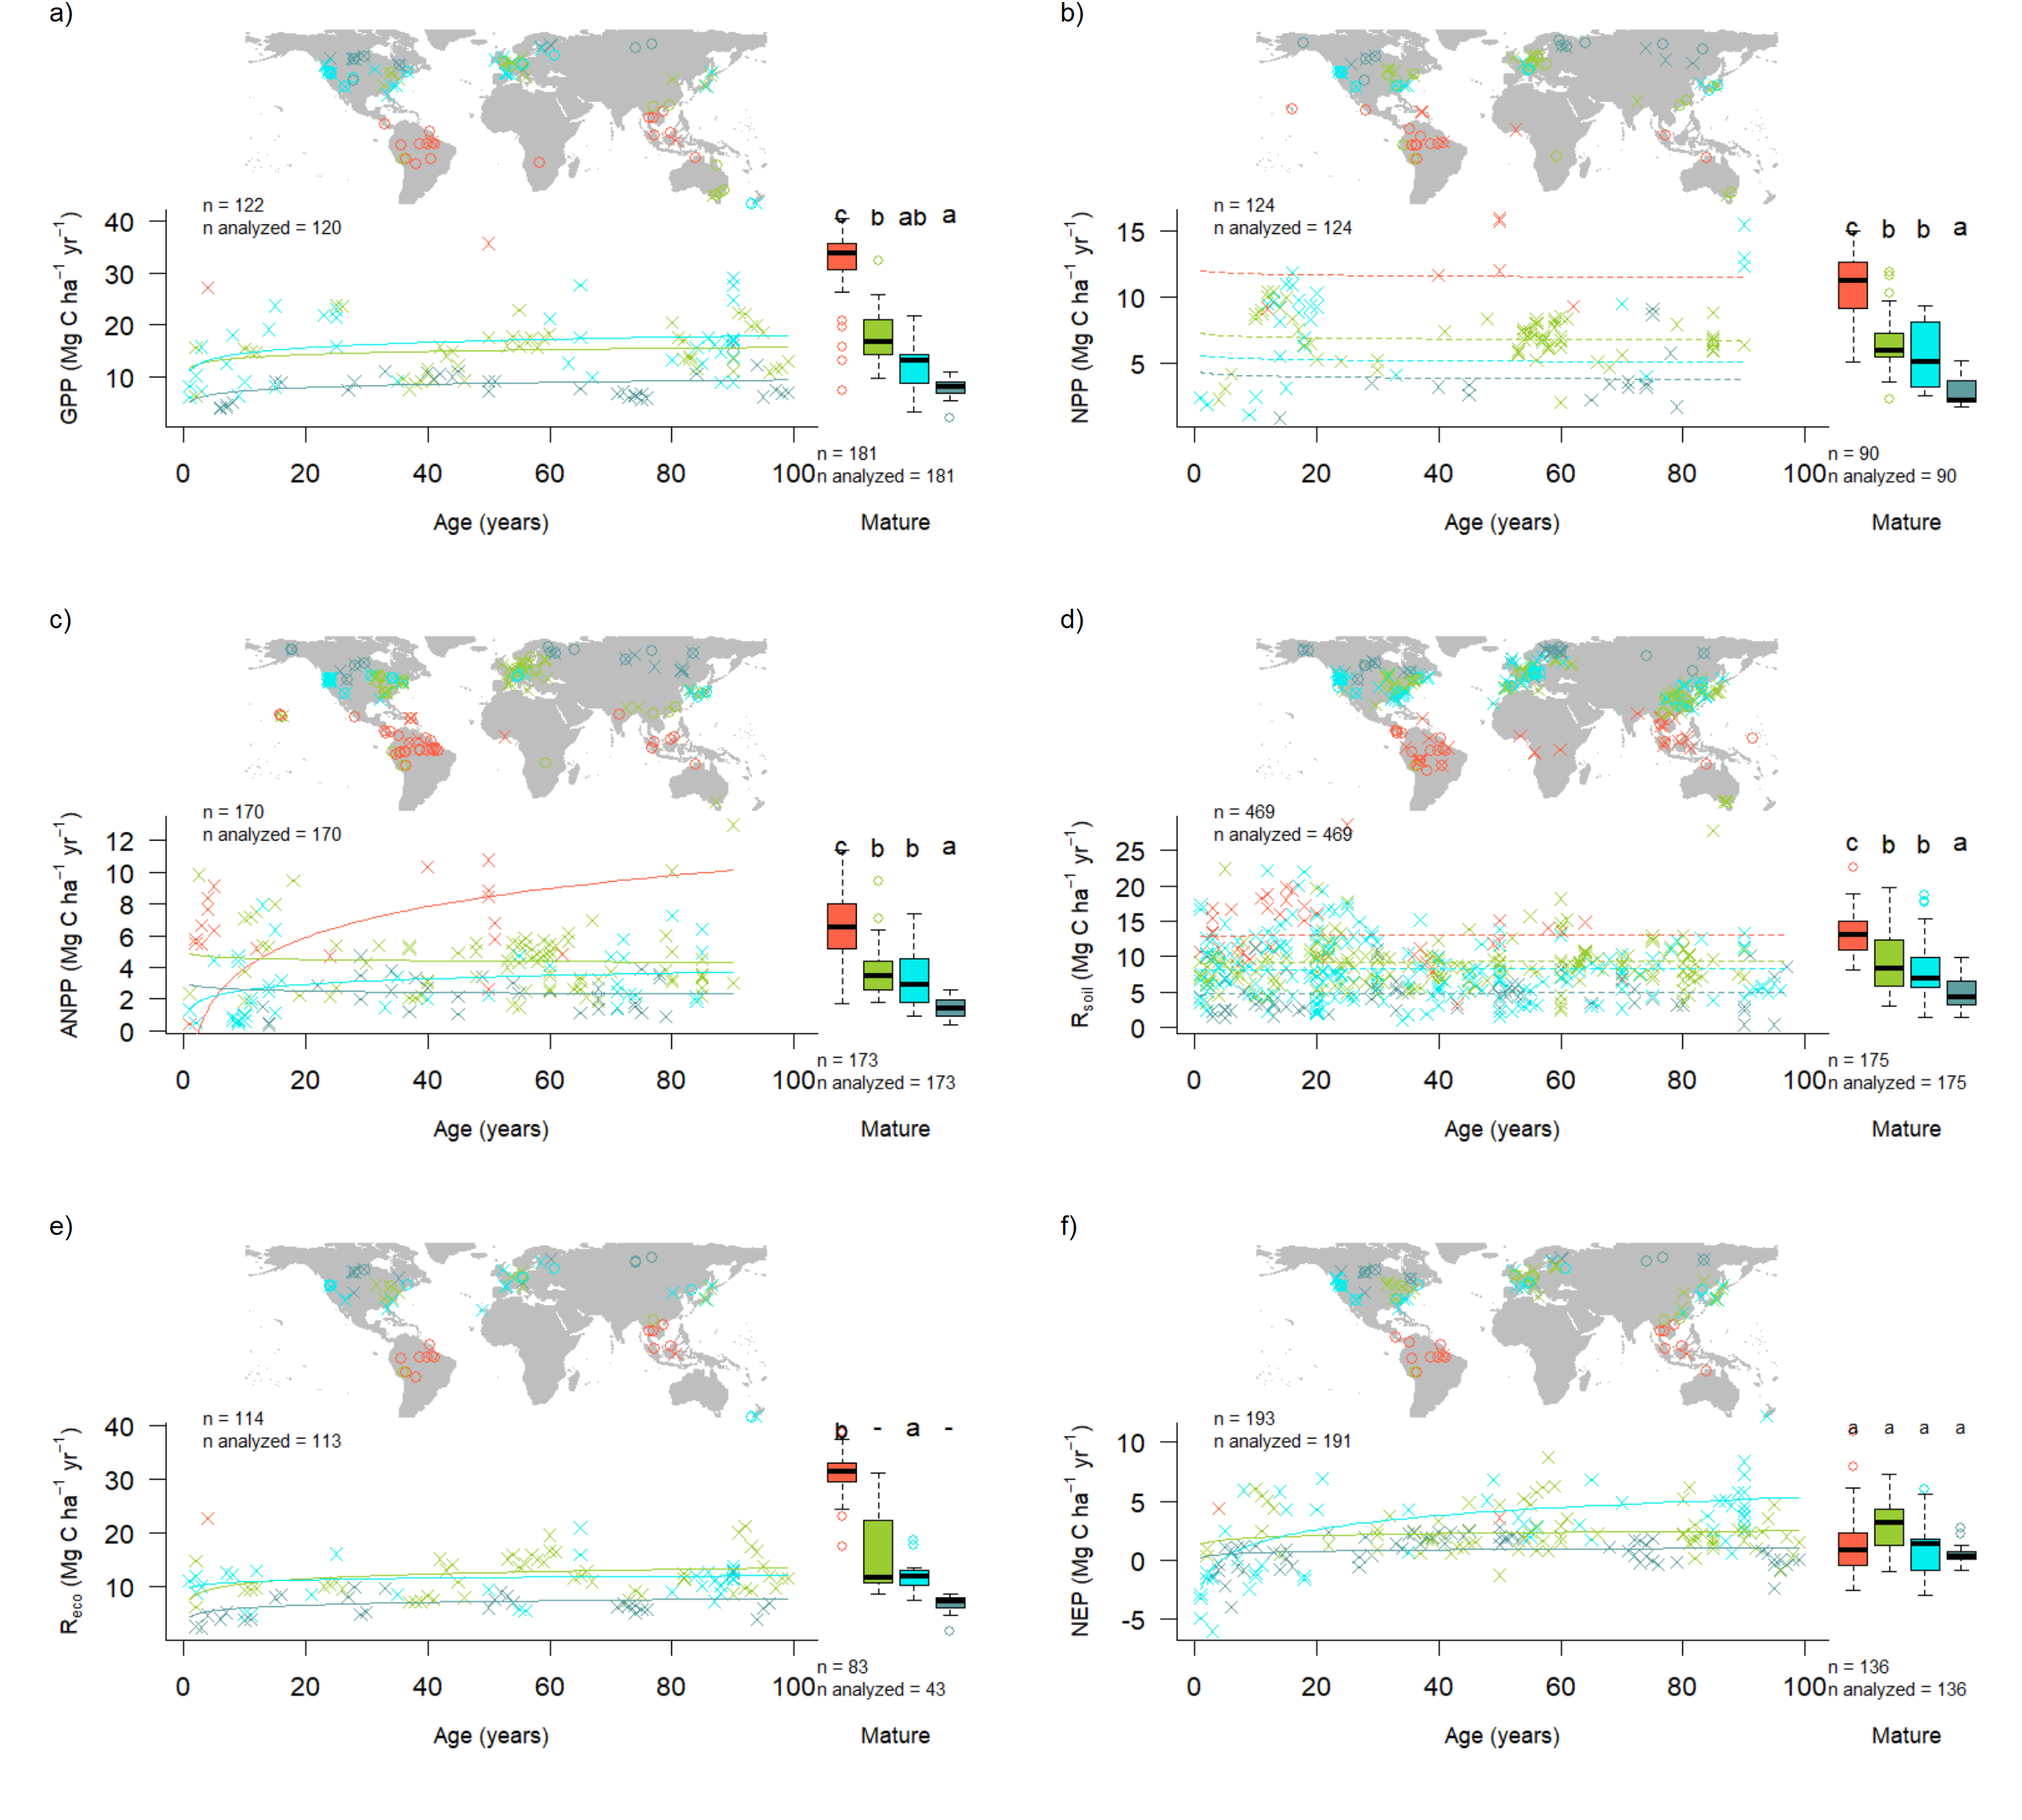 a)
n = 122
n analyzed = 120
GPP (Mg C ha⁻¹ yr⁻¹)
40
30
20
10
c b ab a
0 20 40 60 80 100
n = 181
n analyzed = 181
Age (years)
Mature
b)
n = 124
n analyzed = 124
NPP (Mg C ha⁻¹ yr⁻¹)
15
10
5
c b b a
0 20 40 60 80 100
n = 90
n analyzed = 90
Age (years)
Mature
c)
n = 170
n analyzed = 170
ANPP (Mg C ha⁻¹ yr⁻¹)
12
10
8
6
4
2
0
c b b a
0 20 40 60 80 100
n = 173
n analyzed = 173
Age (years)
Mature
d)
n = 469
n analyzed = 469
Rsoil (Mg C ha⁻¹ yr⁻¹)
25
20
15
10
5
0
c b b a
0 20 40 60 80 100
n = 175
n analyzed = 175
Age (years)
Mature
e)
n = 114
n analyzed = 113
Reco (Mg C ha⁻¹ yr⁻¹)
40
30
20
10
b - a -
0 20 40 60 80 100
n = 83
n analyzed = 43
Age (years)
Mature
f)
n = 193
n analyzed = 191
NEP (Mg C ha⁻¹ yr⁻¹)
10
5
0
-5
a a a a
0 20 40 60 80 100
n = 136
n analyzed = 136
Age (years)
Mature